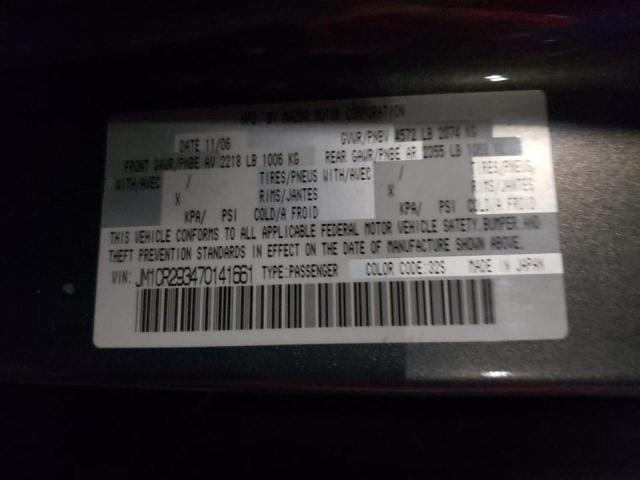 MFG. BY MAZDA MOTOR CORPORATION
DATE 11/06 GVWR/PNBV 4572 LB 2074 KG
FRONT GAWR/PNBE AV 2218 LB 1006 KG REAR GAWR/PNBE AR 2355 LB 1068 KG
WITH/AVEC / TIRES/PNEUS WITH/AVEC / TIRES/PNEUS
X RIMS/JANTES X RIMS/JANTES
KPA/ PSI COLD/A FROID KPA/ PSI COLD/A FROID
THIS VEHICLE CONFORMS TO ALL APPLICABLE FEDERAL MOTOR VEHICLE SAFETY, BUMPER, AND
THEFT PREVENTION STANDARDS IN EFFECT ON THE DATE OF MANUFACTURE SHOWN ABOVE.
VIN: JM1CR293470141661 TYPE:PASSENGER COLOR CODE:32S MADE IN JAPAN